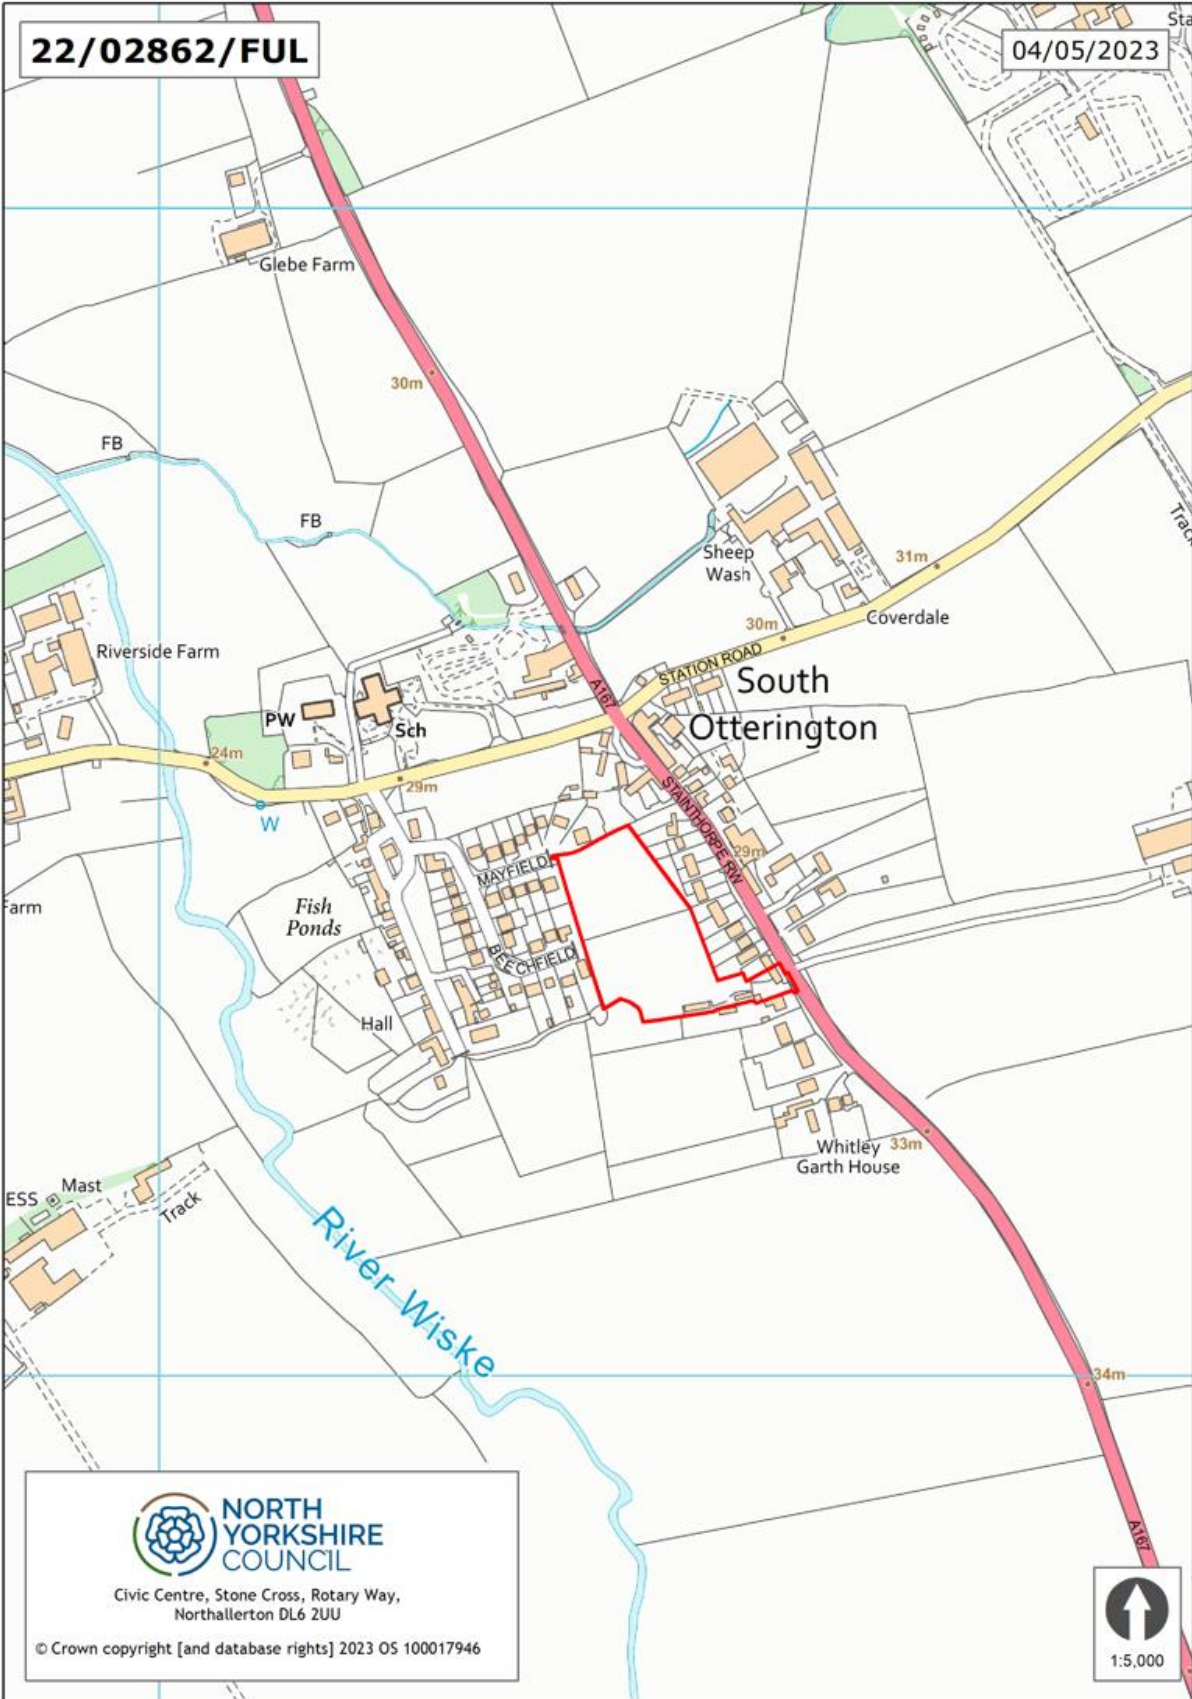 22/02862/FUL
04/05/2023
Sta
Glebe Farm
30m
FB
FB
Sheep
Wash
31m
Track
Coverdale
30m
STATION ROAD
Riverside Farm
South
Otterington
A167
PW
Sch
24m
29m
W
STAINTHORPE RW
29m
MAYFIELD
Farm
Fish
Ponds
BEECHFIELD
Hall
Whitley
Garth House
33m
Mast
ESS
Track
River Wiske
34m
A167
NORTH
YORKSHIRE
COUNCIL
Civic Centre, Stone Cross, Rotary Way,
Northallerton DL6 2UU
© Crown copyright [and database rights] 2023 OS 100017946
1:5,000